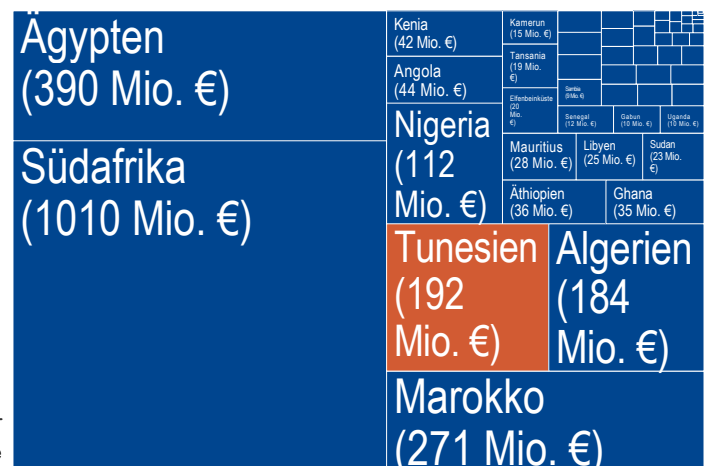 Ägypten
(390 Mio. €)
Südafrika
(1010 Mio. €)
Kenia
(42 Mio. €)
Angola
(44 Mio. €)
Nigeria
(112
Mio. €)
Kamerun
(15 Mio. €)
Tansania
(19 Mio.
€)
Elfenbeinküste
(20
Mio.
€)
Sambia
(9 Mio. €)
Senegal
(12 Mio. €)
Gabun
(10 Mio. €)
Uganda
(10 Mio. €)
Mauritius
(28 Mio. €)
Libyen
(25 Mio. €)
Sudan
(23 Mio.
€)
Äthiopien
(36 Mio. €)
Ghana
(35 Mio. €)
Tunesien
(192
Mio. €)
Algerien
(184
Mio. €)
Marokko
(271 Mio. €)